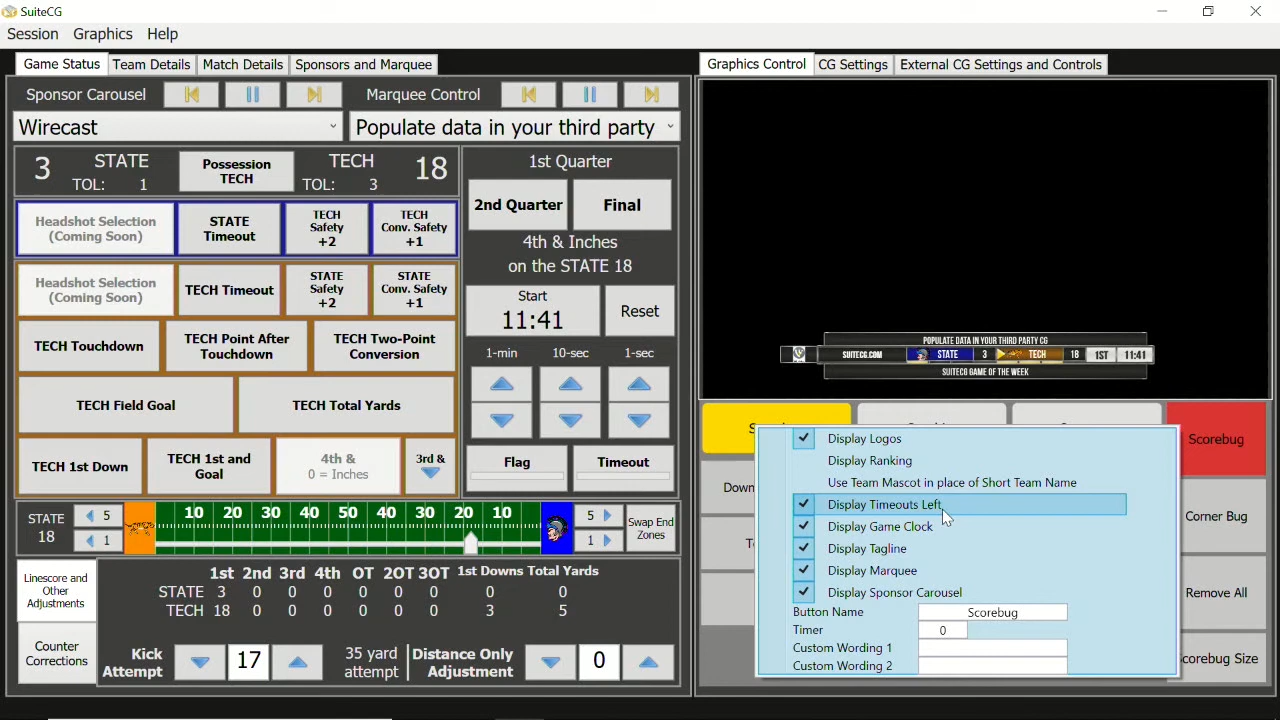 SuiteCG
Session Graphics Help
Game Status Team Details Match Details Sponsors and Marquee
Graphics Control CG Settings External CG Settings and Controls
Sponsor Carousel Marquee Control
Wirecast Populate data in your third party
3 STATE TOL: 1
Possession
TECH
TECH TOL: 3 18
1st Quarter
2nd Quarter Final
4th & Inches
on the STATE 18
Start
11:41
Reset
1-min 10-sec 1-sec
Flag Timeout
Headshot Selection
(Coming Soon)
STATE
Timeout
TECH
Safety
+2
TECH
Conv. Safety
+1
Headshot Selection
(Coming Soon)
TECH Timeout
STATE
Safety
+2
STATE
Conv. Safety
+1
TECH Touchdown
TECH Point After
Touchdown
TECH Two-Point
Conversion
TECH Field Goal TECH Total Yards
TECH 1st Down
TECH 1st and
Goal
4th &
0 = Inches
3rd &
STATE
18
5
1
10 20 30 40 50 40 30 20 10
5
1
Swap End
Zones
Linescore and
Other
Adjustments
Counter
Corrections
1st 2nd 3rd 4th OT 2OT 3OT 1st Downs Total Yards
STATE 3 0 0 0 0 0 0 0 0
TECH 18 0 0 0 0 0 0 3 5
Kick
Attempt
17
35 yard
attempt
Distance Only
Adjustment
0
POPULATE DATA IN YOUR THIRD PARTY CG
SUITECG.COM STATE 3 TECH 18 1ST 11:41
SUITECG GAME OF THE WEEK
Display Logos
Display Ranking
Use Team Mascot in place of Short Team Name
Display Timeouts Left
Display Game Clock
Display Tagline
Display Marquee
Display Sponsor Carousel
Button Name Scorebug
Timer 0
Custom Wording 1
Custom Wording 2
Scorebug
Corner Bug
Remove All
corebug Size